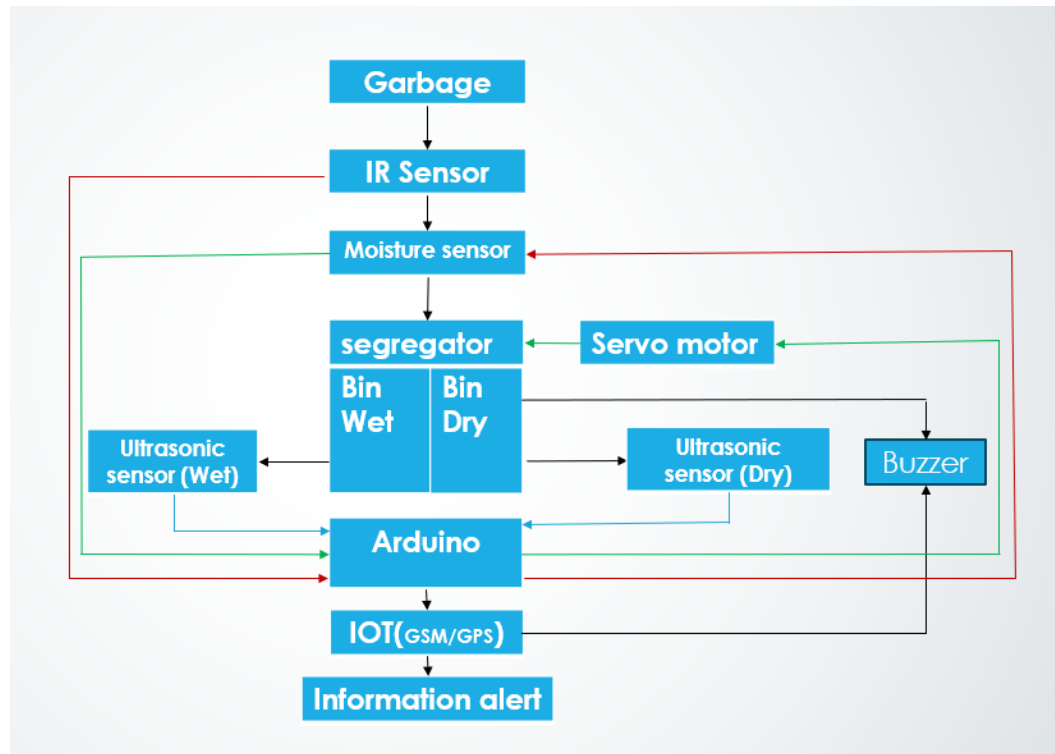 Garbage
IR Sensor
Moisture sensor
segregator
Servo motor
Bin
Wet
Bin
Dry
Ultrasonic
sensor (Wet)
Ultrasonic
sensor (Dry)
Buzzer
Arduino
IOT(GSM/GPS)
Information alert